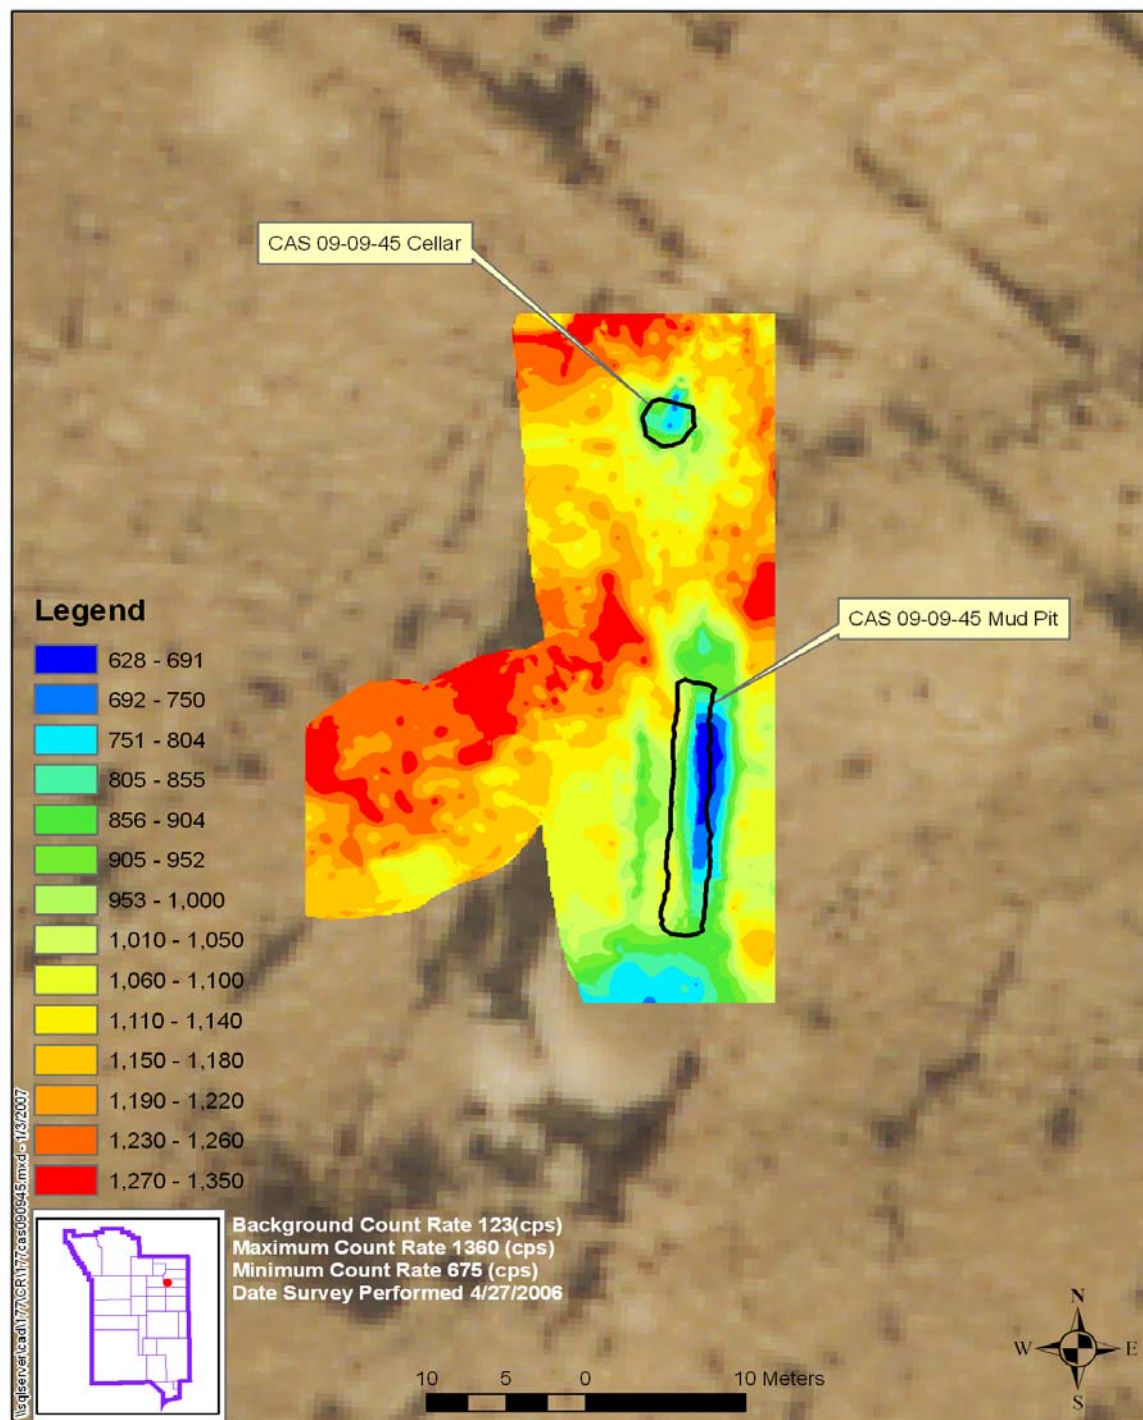 CAS 09-09-45 Cellar
CAS 09-09-45 Mud Pit
Legend
628 - 691
692 - 750
751 - 804
805 - 855
856 - 904
905 - 952
953 - 1,000
1,010 - 1,050
1,060 - 1,100
1,110 - 1,140
1,150 - 1,180
1,190 - 1,220
1,230 - 1,260
1,270 - 1,350
\\sqlserver\cad\177\CR\177cas090945.mxd - 1/3/2007
Background Count Rate 123(cps)
Maximum Count Rate 1360 (cps)
Minimum Count Rate 675 (cps)
Date Survey Performed 4/27/2006
10 5 0 10 Meters
N
W E
S